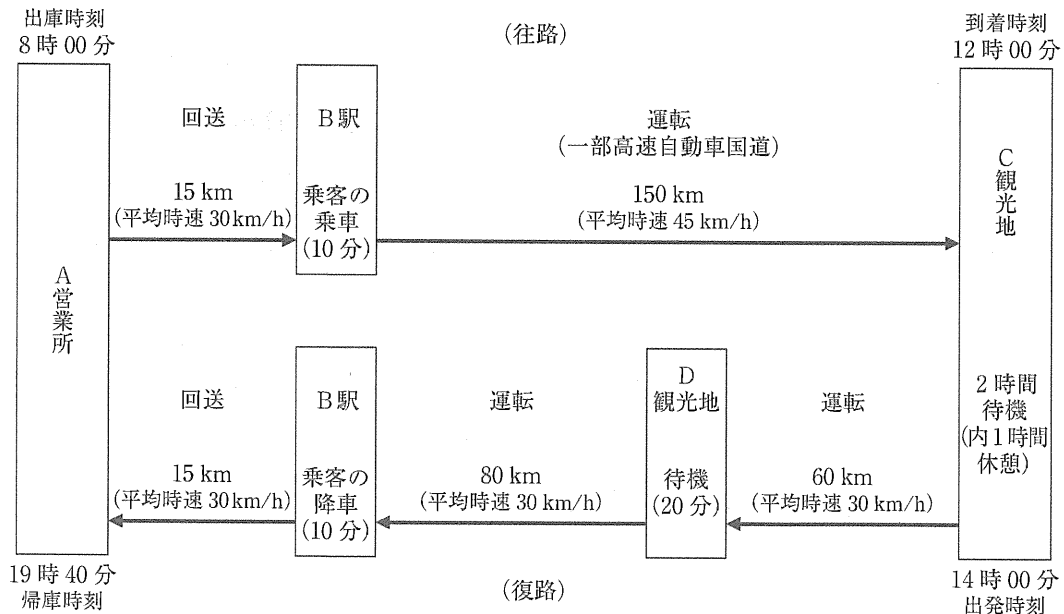 出庫時刻
8時00分
(往路)
到着時刻
12時00分
回送
B駅
運転
(一部高速自動車国道)
C観光地
15 km
(平均時速 30 km/h)
乗客の
乗車
(10分)
150 km
(平均時速 45 km/h)
A営業所
回送
B駅
運転
D
観光地
運転
2時間
待機
(内1時間
休憩)
15 km
(平均時速 30 km/h)
乗客の
降車
(10分)
80 km
(平均時速 30 km/h)
待機
(20分)
60 km
(平均時速 30 km/h)
19時40分
帰庫時刻
(復路)
14時00分
出発時刻